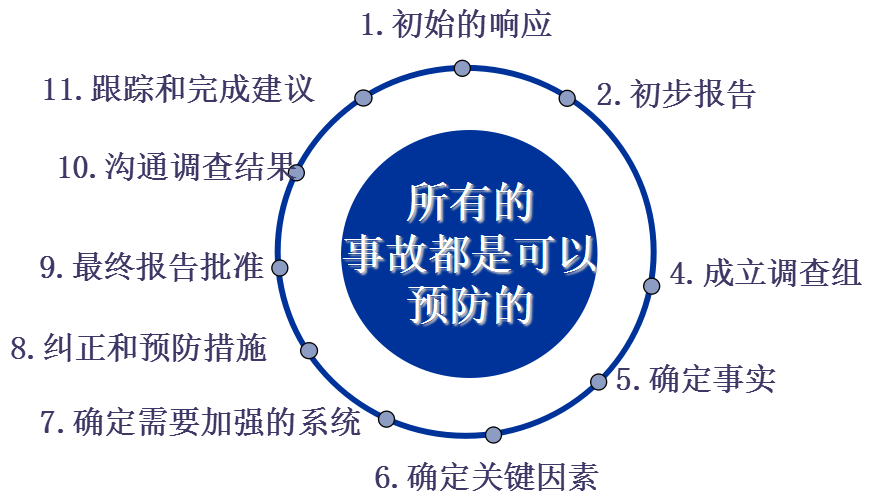 1.初始的响应
2.初步报告
4.成立调查组
5.确定事实
6.确定关键因素
7.确定需要加强的系统
8.纠正和预防措施
9.最终报告批准
10.沟通调查结果
11.跟踪和完成建议
所有的
事故都是可以
预防的